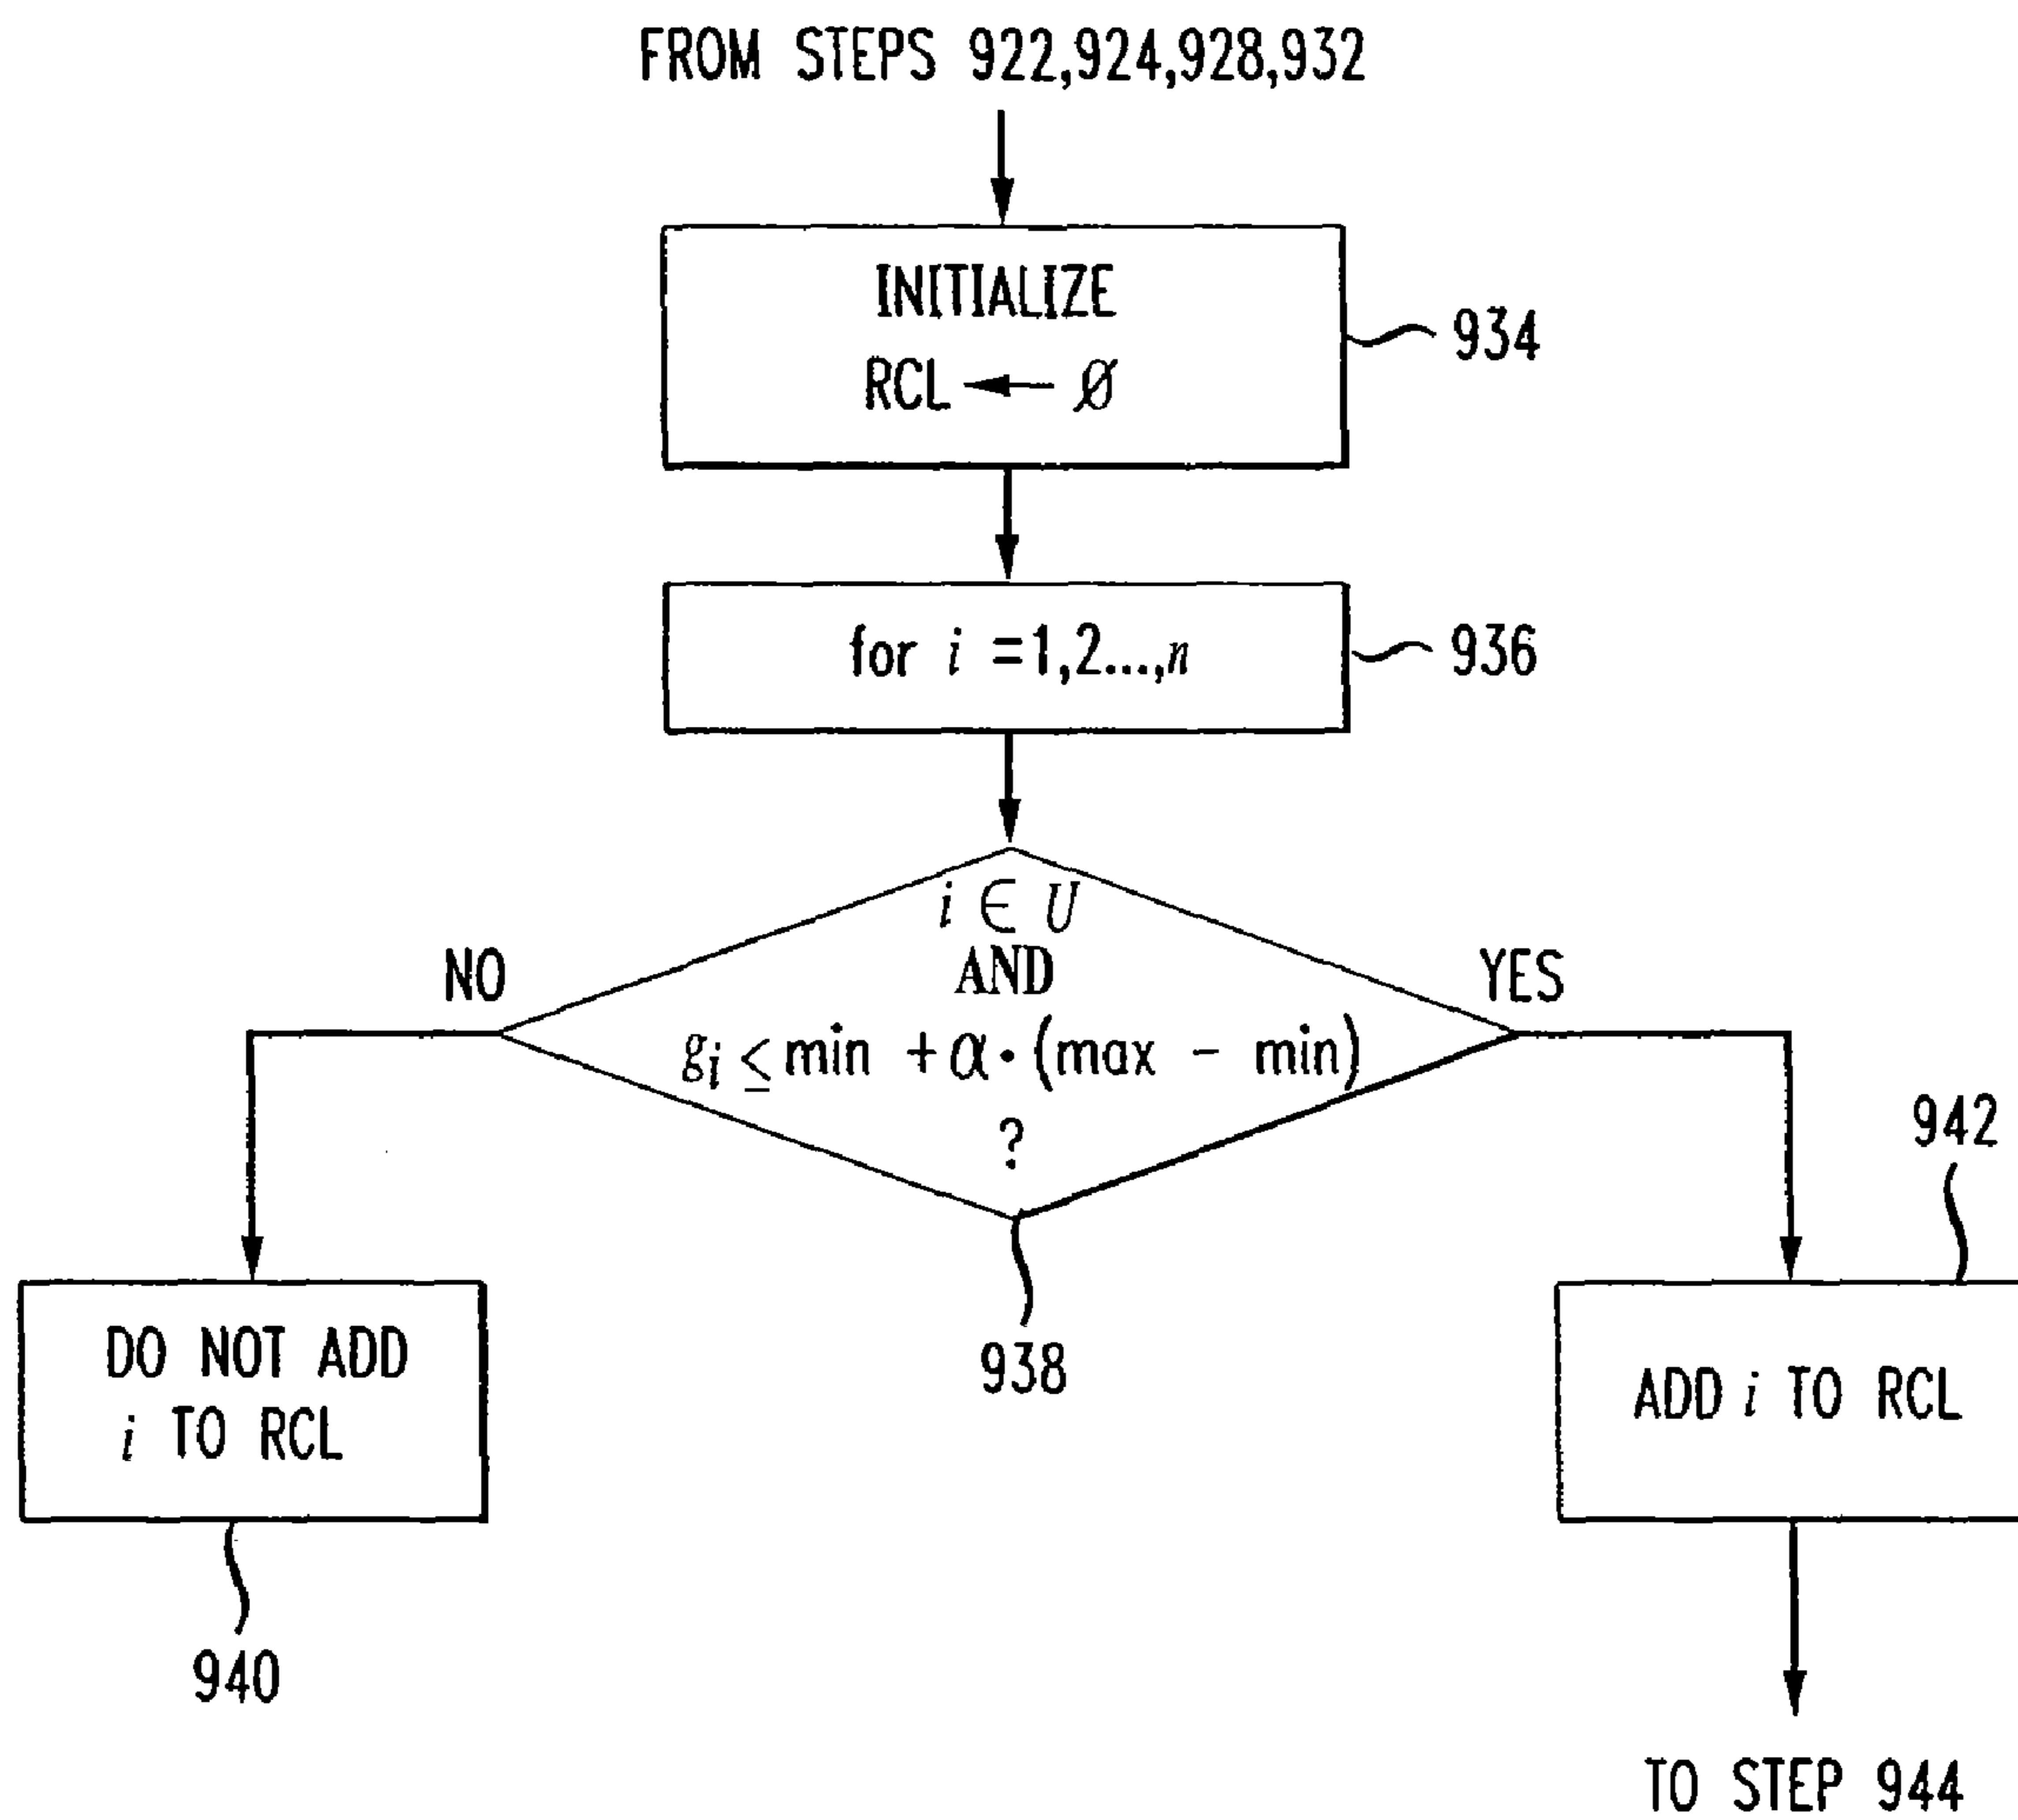 FROM STEPS 922,924,928,932
INITIALIZE
RCL ← Ø
934
for i =1,2...,n
936
i ∈ U
AND
g_i ≤ min + α • (max - min)
?
NO
YES
942
DO NOT ADD
i TO RCL
938
ADD i TO RCL
940
TO STEP 944